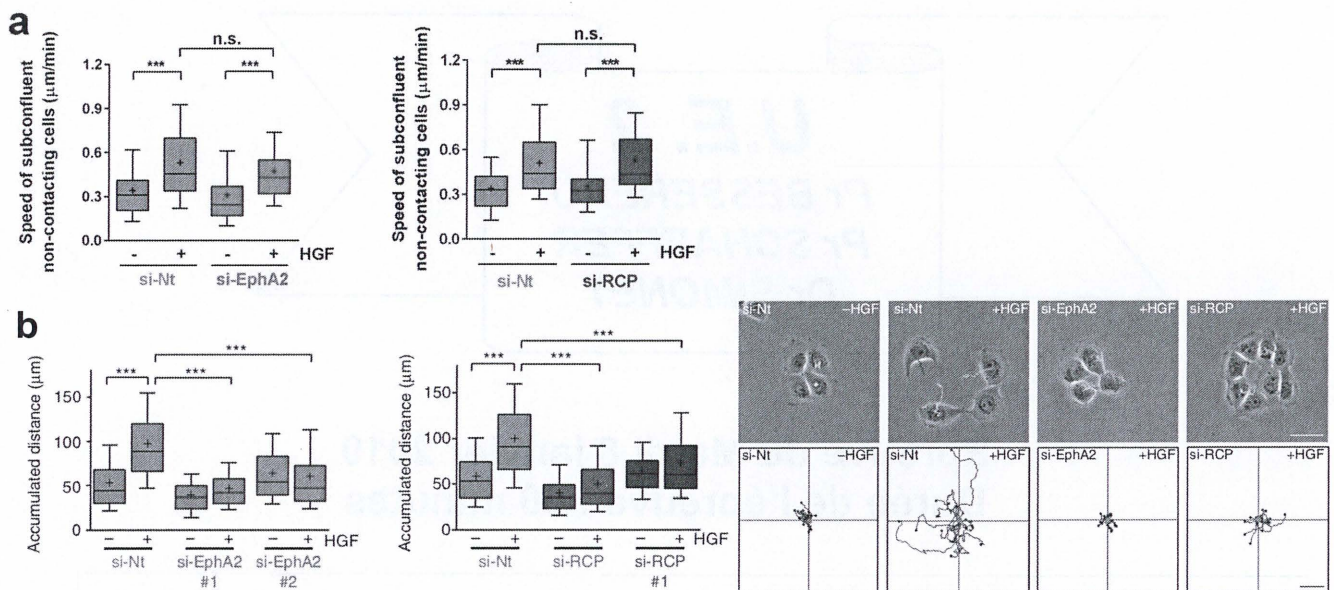 a
Speed of subconfluent
non-contacting cells (μm/min)
1.2
0.9
0.6
0.3
0.0
***
n.s.
***
- + - + HGF
si-Nt si-EphA2
Speed of subconfluent
non-contacting cells (μm/min)
1.2
0.9
0.6
0.3
0.0
***
n.s.
***
- + - + HGF
si-Nt si-RCP
b
Accumulated distance (μm)
150
100
50
0
***
***
***
– + – + – + HGF
si-Nt si-EphA2 si-EphA2
#1 #2
Accumulated distance (μm)
150
100
50
0
***
***
***
– + – + – + HGF
si-Nt si-RCP si-RCP
#1
si-Nt –HGF
si-Nt +HGF
si-EphA2 +HGF
si-RCP +HGF
si-Nt –HGF
si-Nt +HGF
si-EphA2 +HGF
si-RCP +HGF
U.E.
Pr
Pr
2019